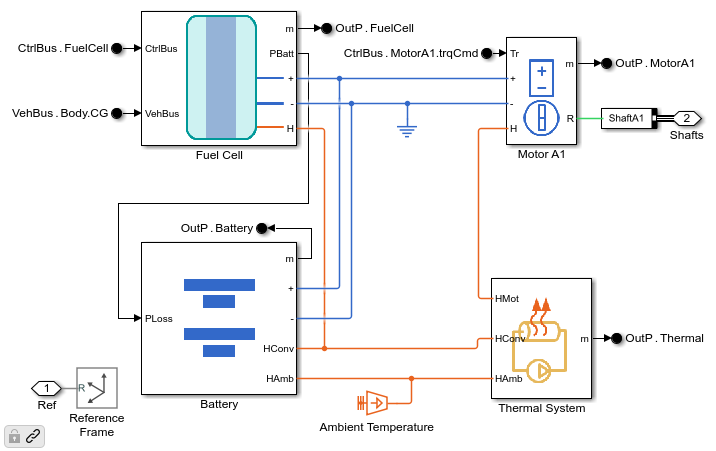 m
OutP . FuelCell
CtrlBus . FuelCell
CtrlBus
PBatt
CtrlBus . MotorA1.trqCmd
Tr
m
OutP . MotorA1
+
+
-
-
VehBus . Body.CG
VehBus
H
H
R
ShaftA1
2
Shafts
Fuel Cell
Motor A1
OutP . Battery
m
+
HMot
PLoss
-
HConv
HConv
m
OutP . Thermal
HAmb
HAmb
1
R
Ref
Reference
Frame
Battery
Ambient Temperature
Thermal System